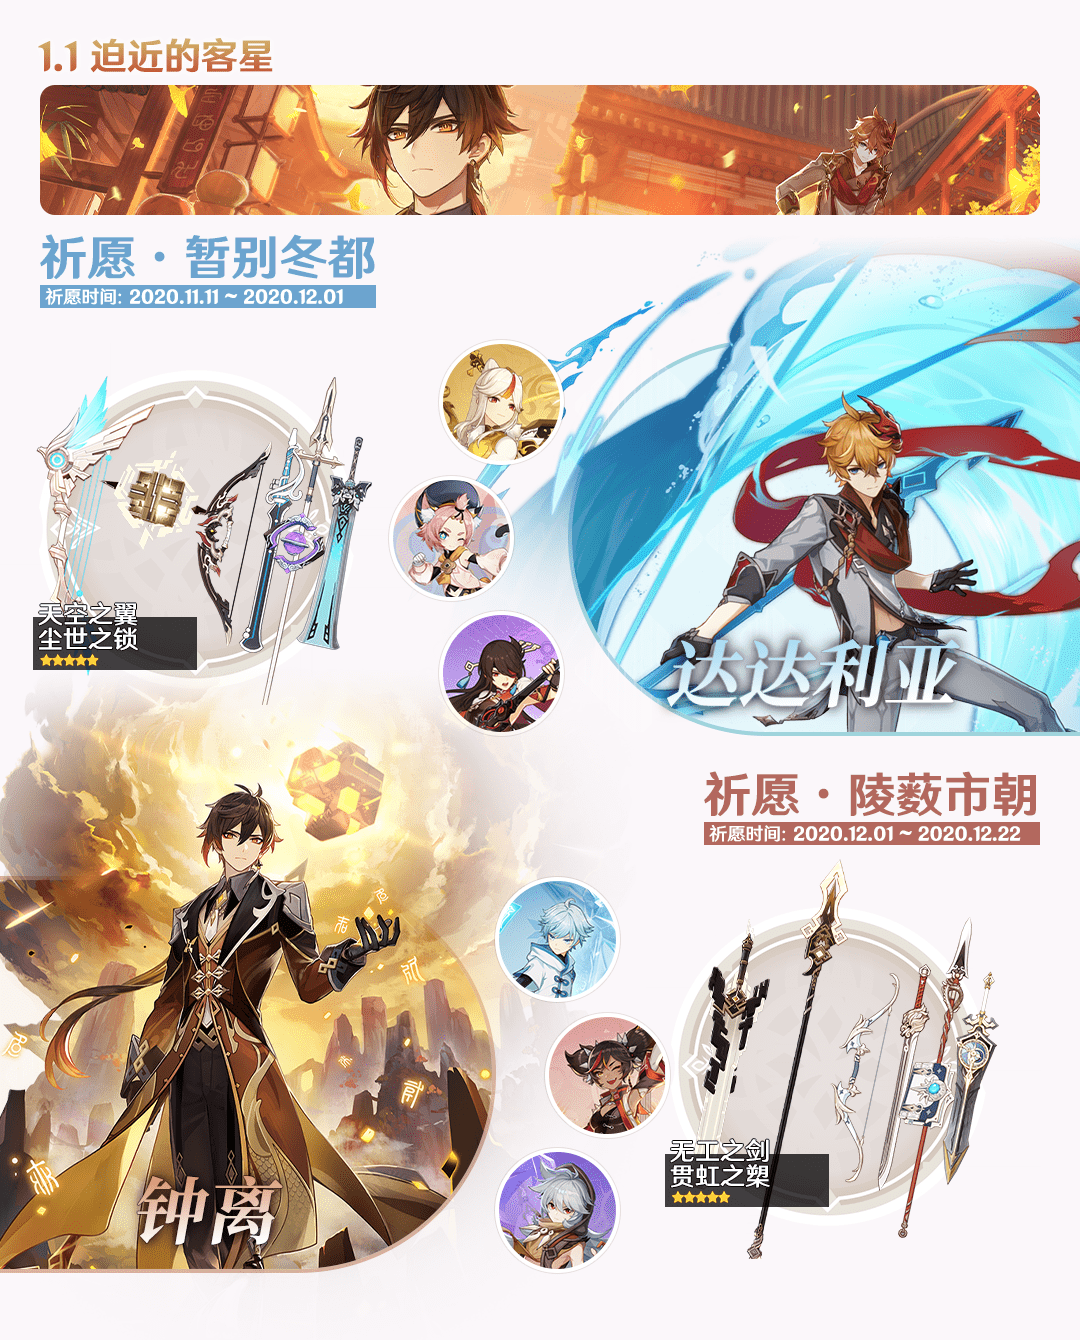 1.1 迫近的客星
祈愿·暂别冬都
祈愿时间: 2020.11.11 ~ 2020.12.01
天空之翼
尘世之锁
达达利亚
祈愿·陵薮市朝
祈愿时间: 2020.12.01 ~ 2020.12.22
无工之剑
贯虹之槊
钟离